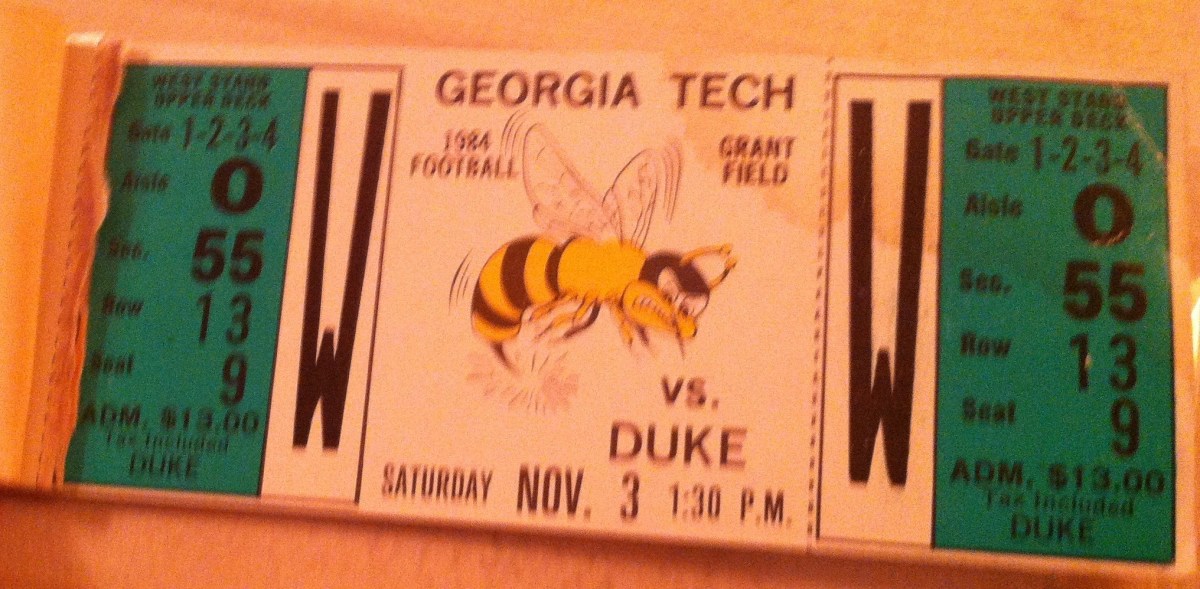 WEST STAND
UPPER DECK
Gate 1-2-3-4
Aisle O
Sec. 55
Row 13
Seat 9
ADM. $13.00
Tax Included
DUKE
W
GEORGIA TECH
1984
FOOTBALL
GRANT
FIELD
VS.
DUKE
SATURDAY NOV. 3 1:30 P.M.
W
WEST STAND
UPPER DECK
Gate 1-2-3-4
Aisle O
Sec. 55
Row 13
Seat 9
ADM. $13.00
Tax Included
DUKE